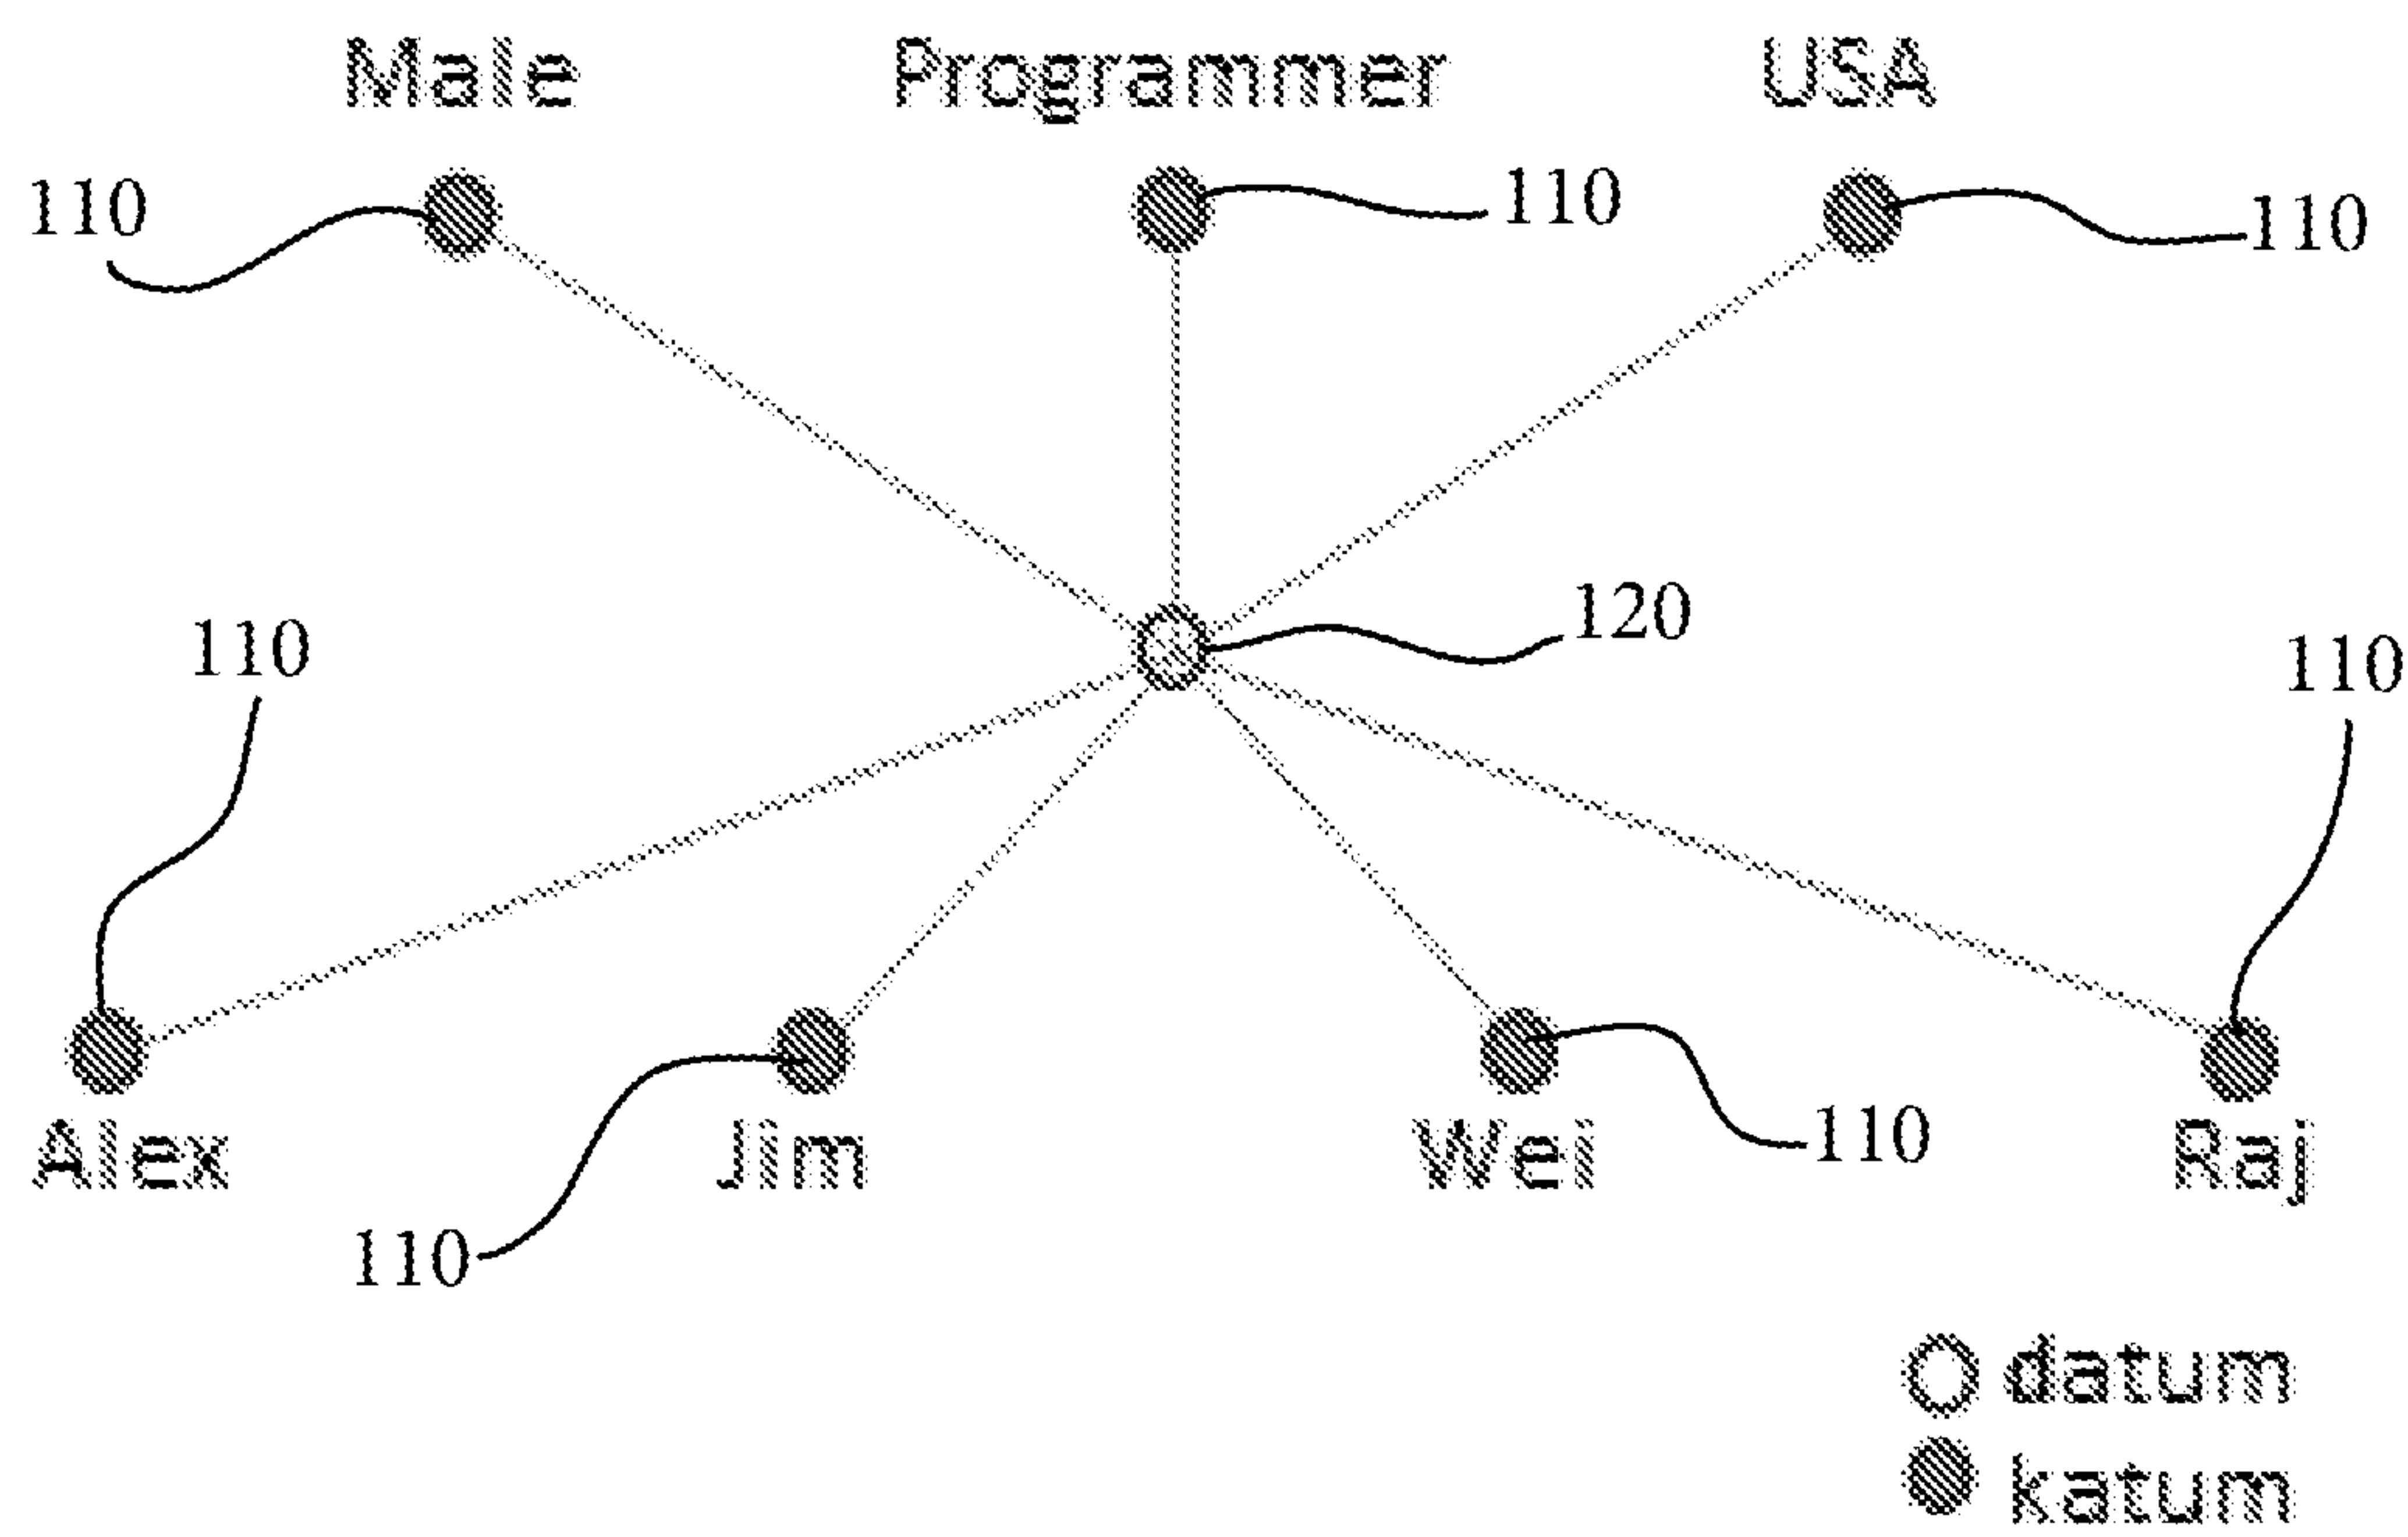 Male Programmer USA
110 110 110
120
110 110
Alex Jim Wei 110 Raj
110
datum
katum